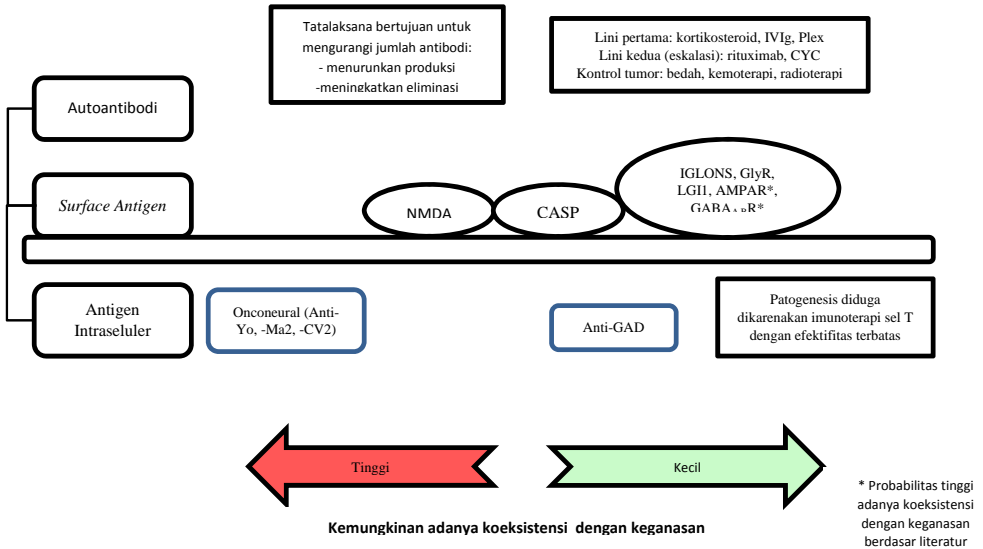 Tatalaksana bertujuan untuk
mengurangi jumlah antibodi:
- menurunkan produksi
-meningkatkan eliminasi
Lini pertama: kortikosteroid, IVIg, Plex
Lini kedua (eskalasi): rituximab, CYC
Kontrol tumor: bedah, kemoterapi, radioterapi
Autoantibodi
Surface Antigen
NMDA
CASP
IGLONS, GlyR,
LGI1, AMPAR*,
GABAA,BR*
Antigen
Intraseluler
Onconeural (Anti-
Yo, -Ma2, -CV2)
Anti-GAD
Patogenesis diduga
dikarenakan imunoterapi sel T
dengan efektifitas terbatas
Tinggi
Kecil
Kemungkinan adanya koeksistensi dengan keganasan
* Probabilitas tinggi
adanya koeksistensi
dengan keganasan
berdasar literatur